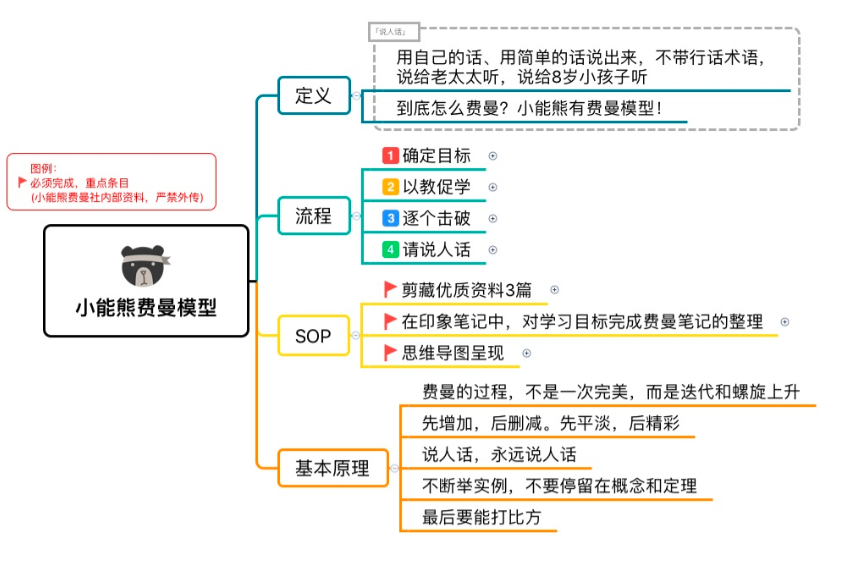 「说人话」
用自己的话、用简单的话说出来，不带行话术语，
说给老太太听，说给8岁小孩子听
定义
到底怎么费曼？小能熊有费曼模型！
图例：
必须完成，重点条目
(小能熊费曼社内部资料，严禁外传)
1 确定目标
2 以教促学
流程
3 逐个击破
4 请说人话
小能熊费曼模型
剪藏优质资料3篇
SOP
在印象笔记中，对学习目标完成费曼笔记的整理
思维导图呈现
费曼的过程，不是一次完美，而是迭代和螺旋上升
先增加，后删减。先平淡，后精彩
基本原理
说人话，永远说人话
不断举实例，不要停留在概念和定理
最后要能打比方